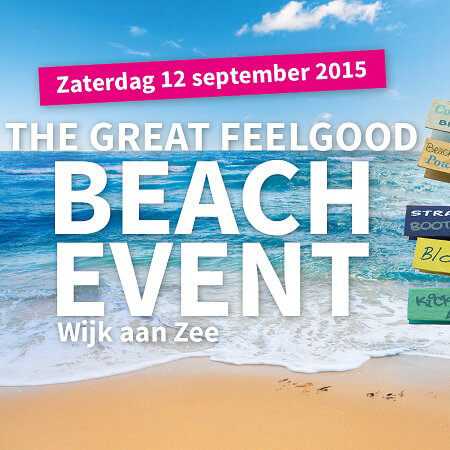 Zaterdag 12 september 2015
THE GREAT FEELGOOD
BEACH
EVENT
Wijk aan Zee